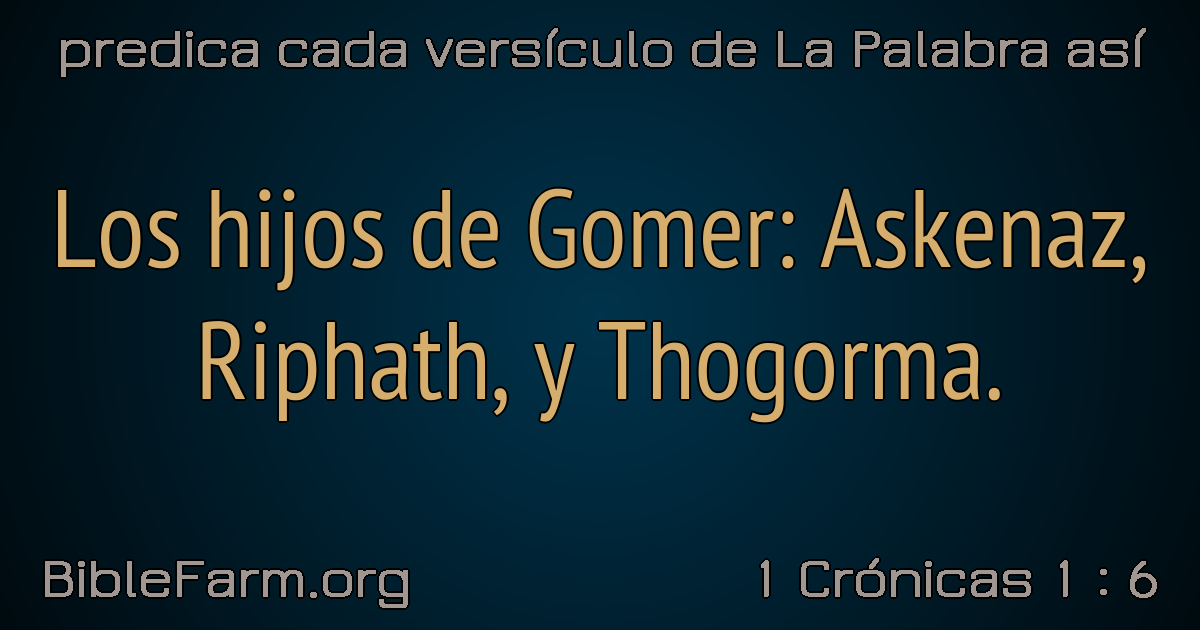 predica cada versículo de La Palabra así
Los hijos de Gomer: Askenaz,
Riphath, y Thogorma.
BibleFarm.org
1 Crónicas 1 : 6